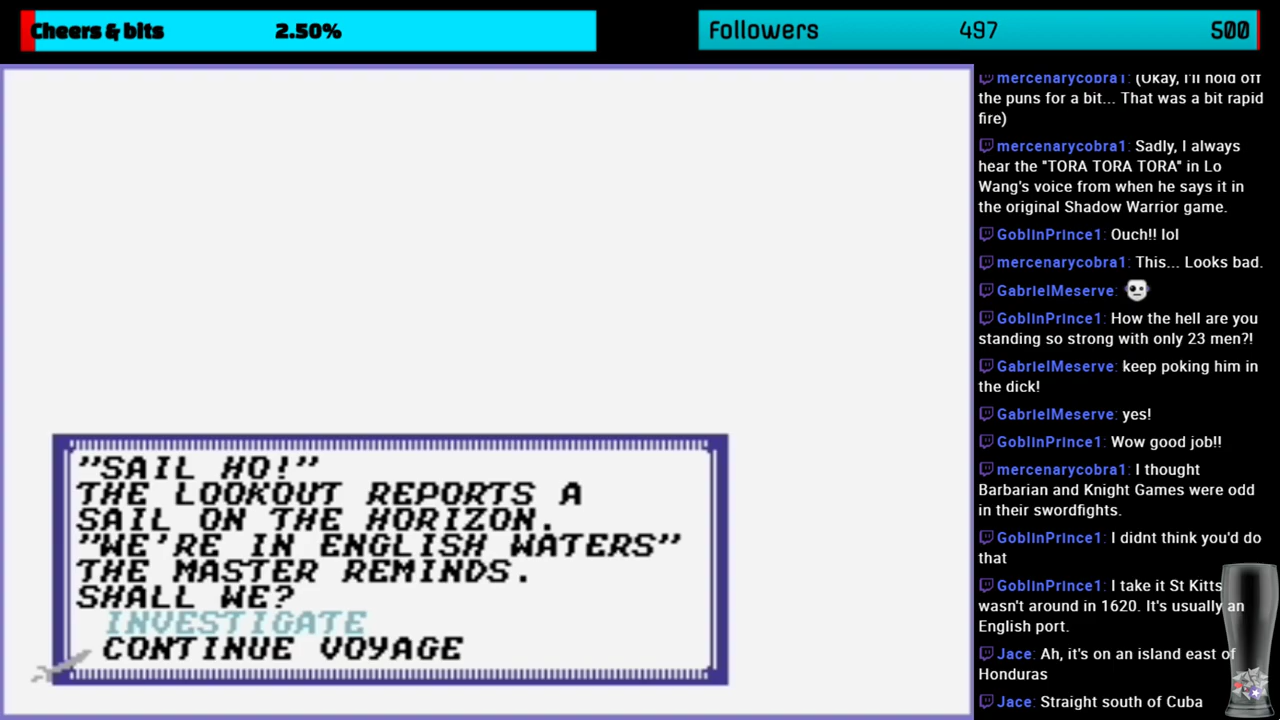 Cheers & bits 2.50%
Followers 497 500
"SAIL HO!"
THE LOOKOUT REPORTS A
SAIL ON THE HORIZON.
"WE'RE IN ENGLISH WATERS"
THE MASTER REMINDS.
SHALL WE?
INVESTIGATE
CONTINUE VOYAGE
mercenarycobra1: (Okay, I'll hold off
the puns for a bit... That was a bit rapid
fire)
mercenarycobra1: Sadly, I always
hear the "TORA TORA TORA" in Lo
Wang's voice from when he says it in
the original Shadow Warrior game.
GoblinPrince1: Ouch!! lol
mercenarycobra1: This... Looks bad.
GabrielMeserve:
GoblinPrince1: How the hell are you
standing so strong with only 23 men?!
GabrielMeserve: keep poking him in
the dick!
GabrielMeserve: yes!
GoblinPrince1: Wow good job!!
mercenarycobra1: I thought
Barbarian and Knight Games were odd
in their swordfights.
GoblinPrince1: I didnt think you'd do
that
GoblinPrince1: I take it St Kitts
wasn't around in 1620. It's usually an
English port.
Jace: Ah, it's on an island east of
Honduras
Jace: Straight south of Cuba